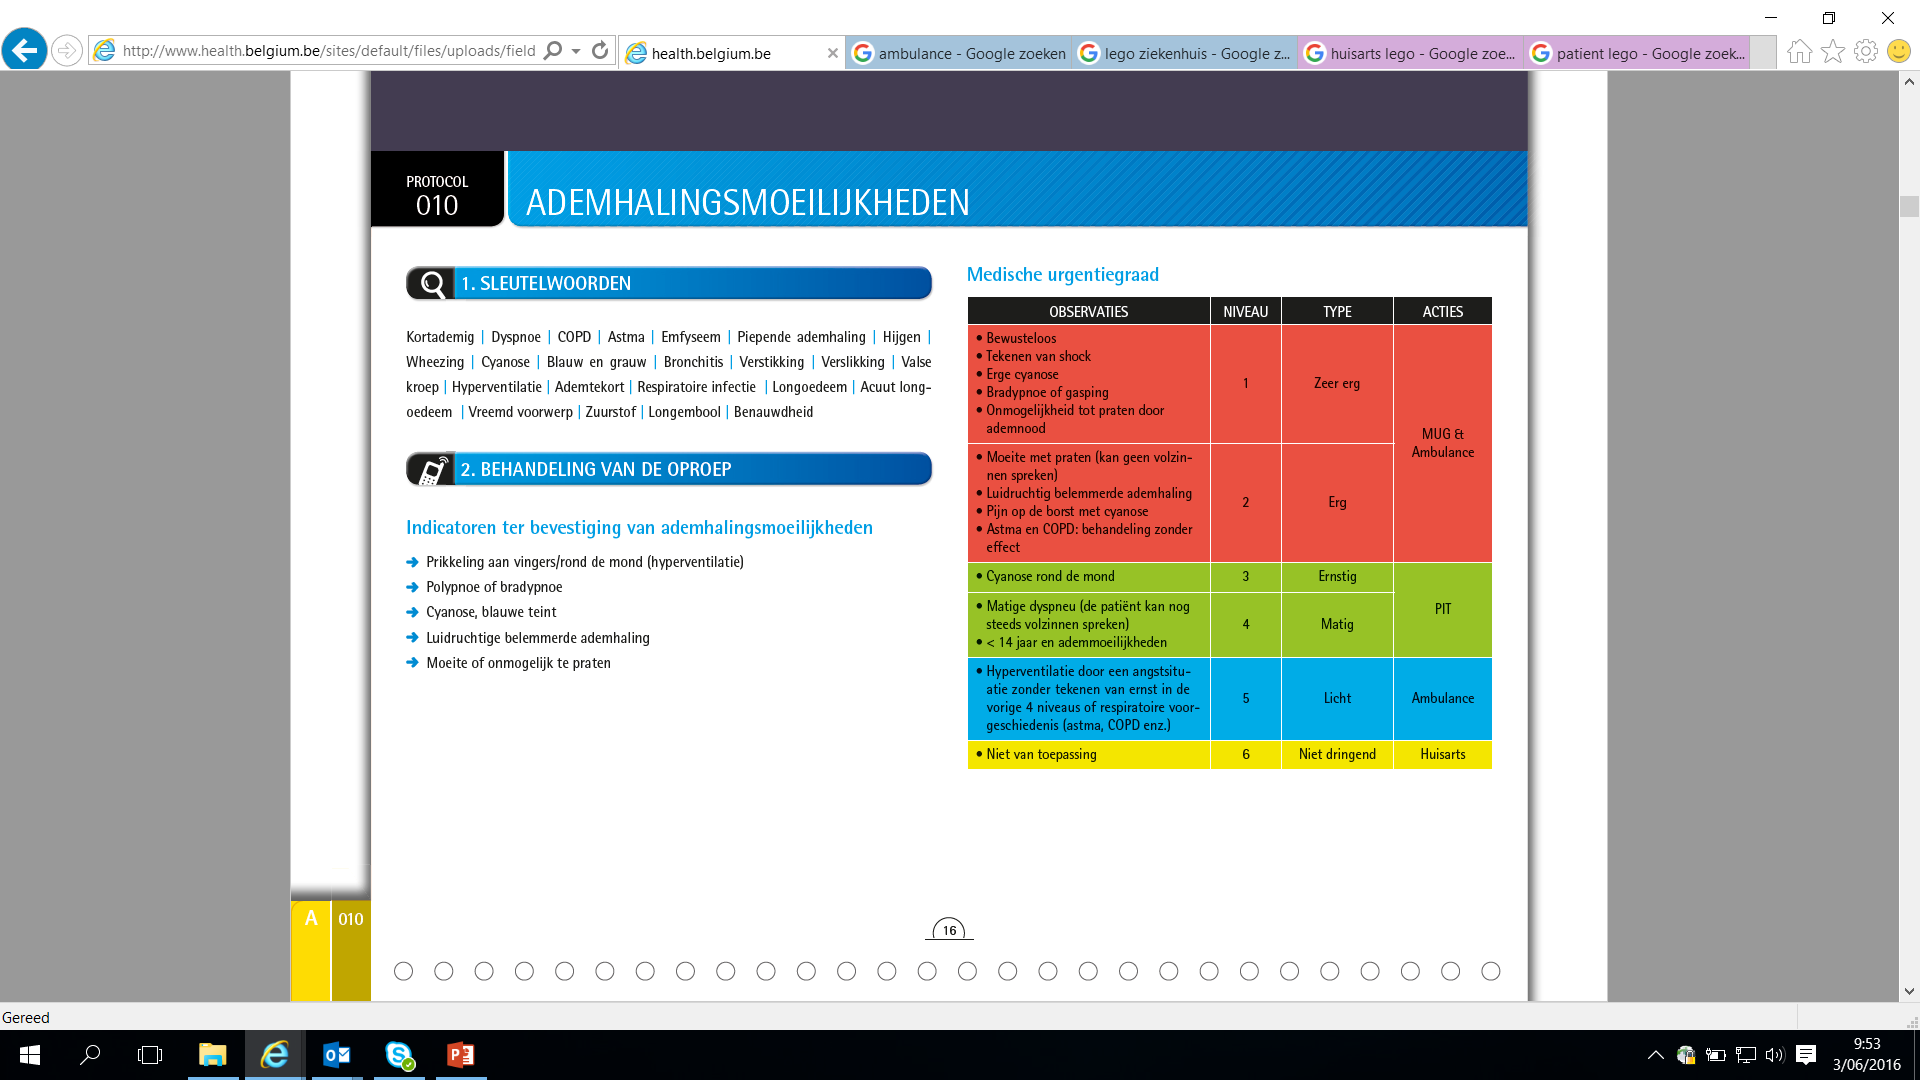 http://www.health.belgium.be/sites/default/files/uploads/field
health.belgium.be
ambulance - Google zoeken
lego ziekenhuis - Google z...
huisarts lego - Google zoe...
patient lego - Google zoek...
PROTOCOL
010
ADEMHALINGSMOEILIJKHEDEN
1. SLEUTELWOORDEN
Kortademig | Dyspnoe | COPD | Astma | Emfyseem | Piepende ademhaling | Hijgen |
Wheezing | Cyanose | Blauw en grauw | Bronchitis | Verstikking | Verslikking | Valse
kroep | Hyperventilatie | Ademtekort | Respiratoire infectie | Longoedeem | Acuut long-
oedeem | Vreemd voorwerp | Zuurstof | Longembool | Benauwdheid
2. BEHANDELING VAN DE OPROEP
Indicatoren ter bevestiging van ademhalingsmoeilijkheden
➔ Prikkeling aan vingers/rond de mond (hyperventilatie)
➔ Polypnoe of bradypnoe
➔ Cyanose, blauwe teint
➔ Luidruchtige belemmerde ademhaling
➔ Moeite of onmogelijk te praten
Medische urgentiegraad
OBSERVATIES NIVEAU TYPE ACTIES
• Bewusteloos
• Tekenen van shock
• Erge cyanose
• Bradypnoe of gasping
• Onmogelijkheid tot praten door
ademnood
1 Zeer erg
MUG &
Ambulance
• Moeite met praten (kan geen volzin-
nen spreken)
• Luidruchtig belemmerde ademhaling
• Pijn op de borst met cyanose
• Astma en COPD: behandeling zonder
effect
2 Erg
• Cyanose rond de mond 3 Ernstig
PIT
• Matige dyspneu (de patiënt kan nog
steeds volzinnen spreken)
• < 14 jaar en ademmoeilijkheden
4 Matig
• Hyperventilatie door een angstsitu-
atie zonder tekenen van ernst in de
vorige 4 niveaus of respiratoire voor-
geschiedenis (astma, COPD enz.)
5 Licht Ambulance
• Niet van toepassing 6 Niet dringend Huisarts
A 010
16
Gereed
9:53
3/06/2016